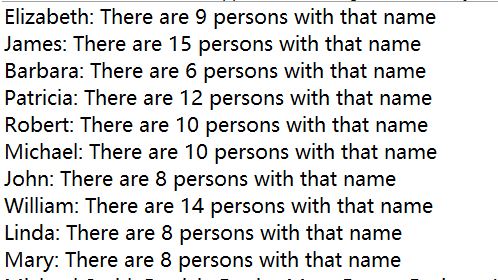 Elizabeth: There are 9 persons with that name
James: There are 15 persons with that name
Barbara: There are 6 persons with that name
Patricia: There are 12 persons with that name
Robert: There are 10 persons with that name
Michael: There are 10 persons with that name
John: There are 8 persons with that name
William: There are 14 persons with that name
Linda: There are 8 persons with that name
Mary: There are 8 persons with that name